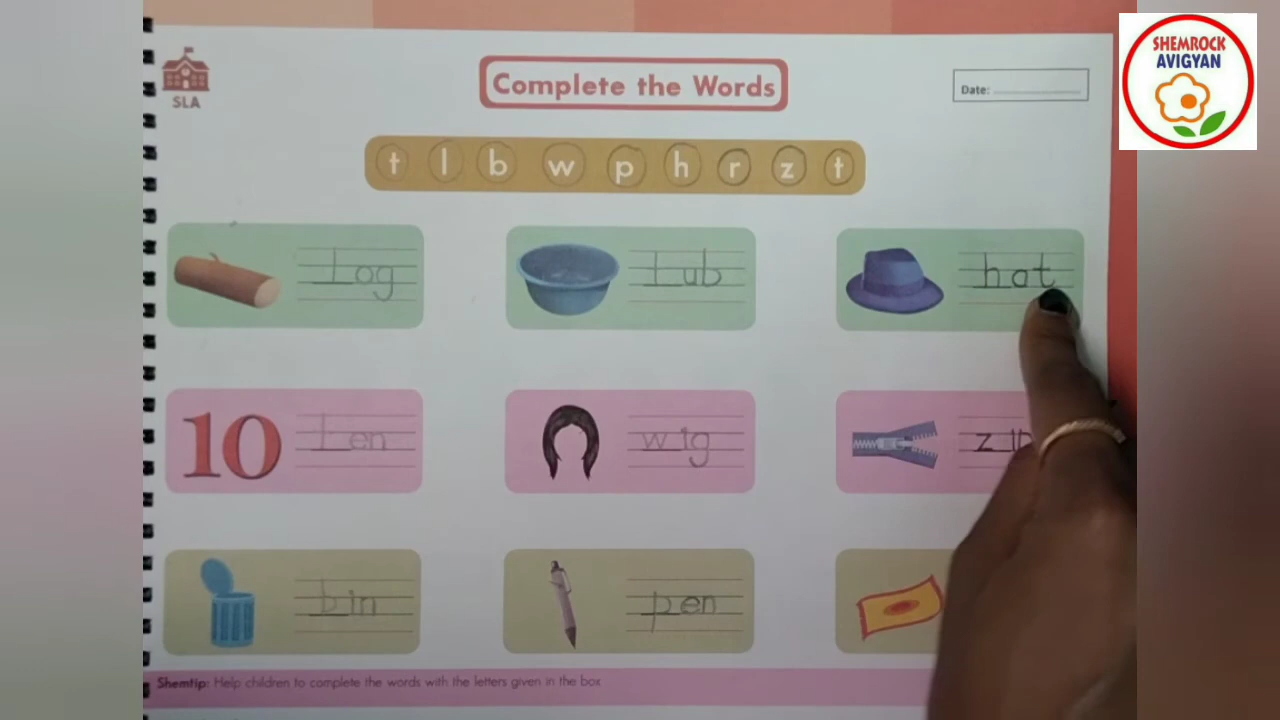 SHEMROCK
AVIGYAN
SLA
Complete the Words
Date:
t l b w p h r z t
log
tub
hat
10
ten
wig
bin
pen
Shemtip: Help children to complete the words with the letters given in the box